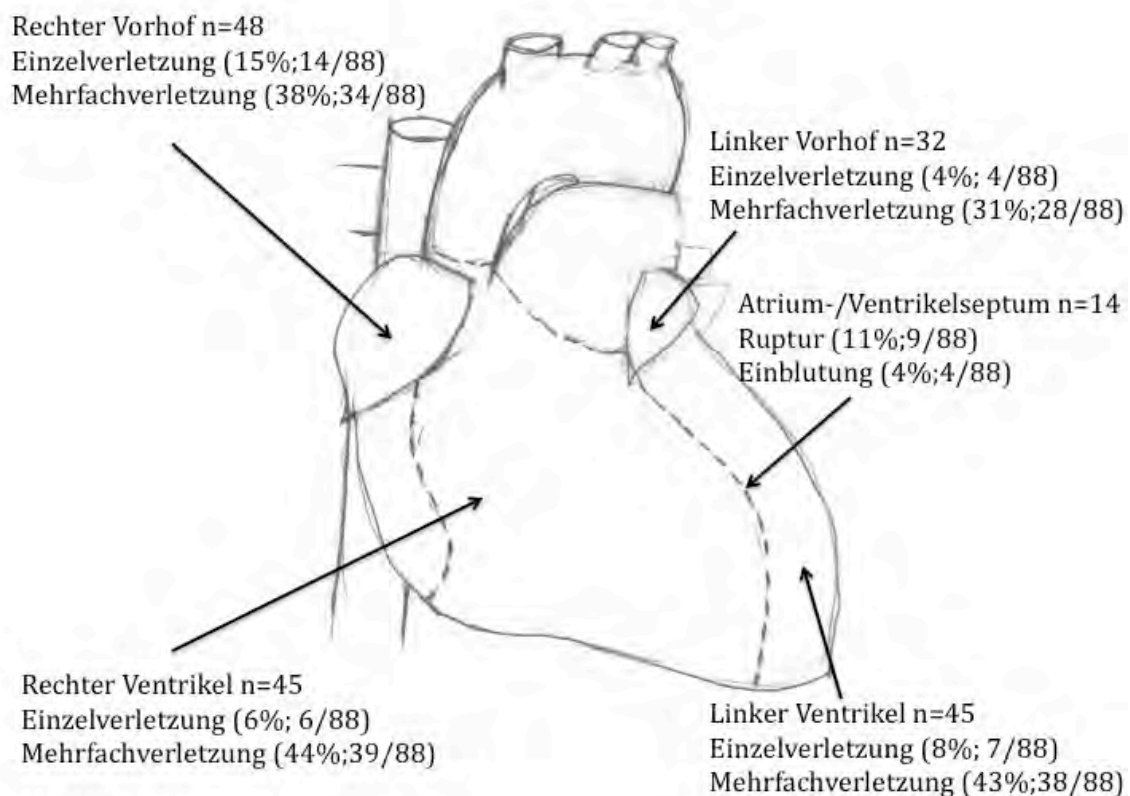 Rechter Vorhof n=48
Einzelverletzung (15%;14/88)
Mehrfachverletzung (38%;34/88)
Linker Vorhof n=32
Einzelverletzung (4%; 4/88)
Mehrfachverletzung (31%;28/88)
Atrium-/Ventrikelseptum n=14
Ruptur (11%;9/88)
Einblutung (4%;4/88)
Rechter Ventrikel n=45
Einzelverletzung (6%; 6/88)
Mehrfachverletzung (44%;39/88)
Linker Ventrikel n=45
Einzelverletzung (8%; 7/88)
Mehrfachverletzung (43%;38/88)